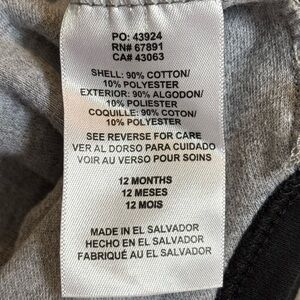 PO: 43924
RN# 67891
CA# 43063
SHELL: 90% COTTON/
10% POLYESTER
EXTERIOR: 90% ALGODON/
10% POLIESTER
COQUILLE: 90% COTON/
10% POLYESTER
SEE REVERSE FOR CARE
VER AL DORSO PARA CUIDADO
VOIR AU VERSO POUR SOINS
12 MONTHS
12 MESES
12 MOIS
MADE IN EL SALVADOR
HECHO EN EL SALVADOR
FABRIQUÉ AU EL SALVADOR